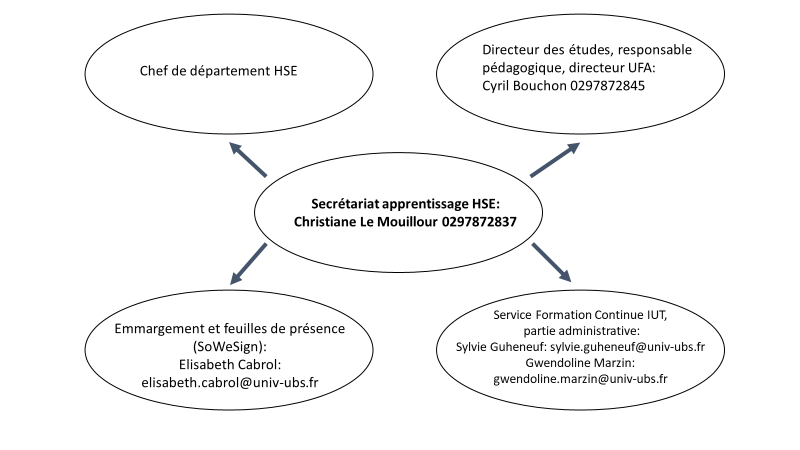 Chef de département HSE
Directeur des études, responsable
pédagogique, directeur UFA:
Cyril Bouchon 0297872845
Secrétariat apprentissage HSE:
Christiane Le Mouillour 0297872837
Emmargement et feuilles de présence
(SoWeSign):
Elisabeth Cabrol:
elisabeth.cabrol@univ-ubs.fr
Service Formation Continue IUT,
partie administrative:
Sylvie Guheneuf: sylvie.guheneuf@univ-ubs.fr
Gwendoline Marzin:
gwendoline.marzin@univ-ubs.fr